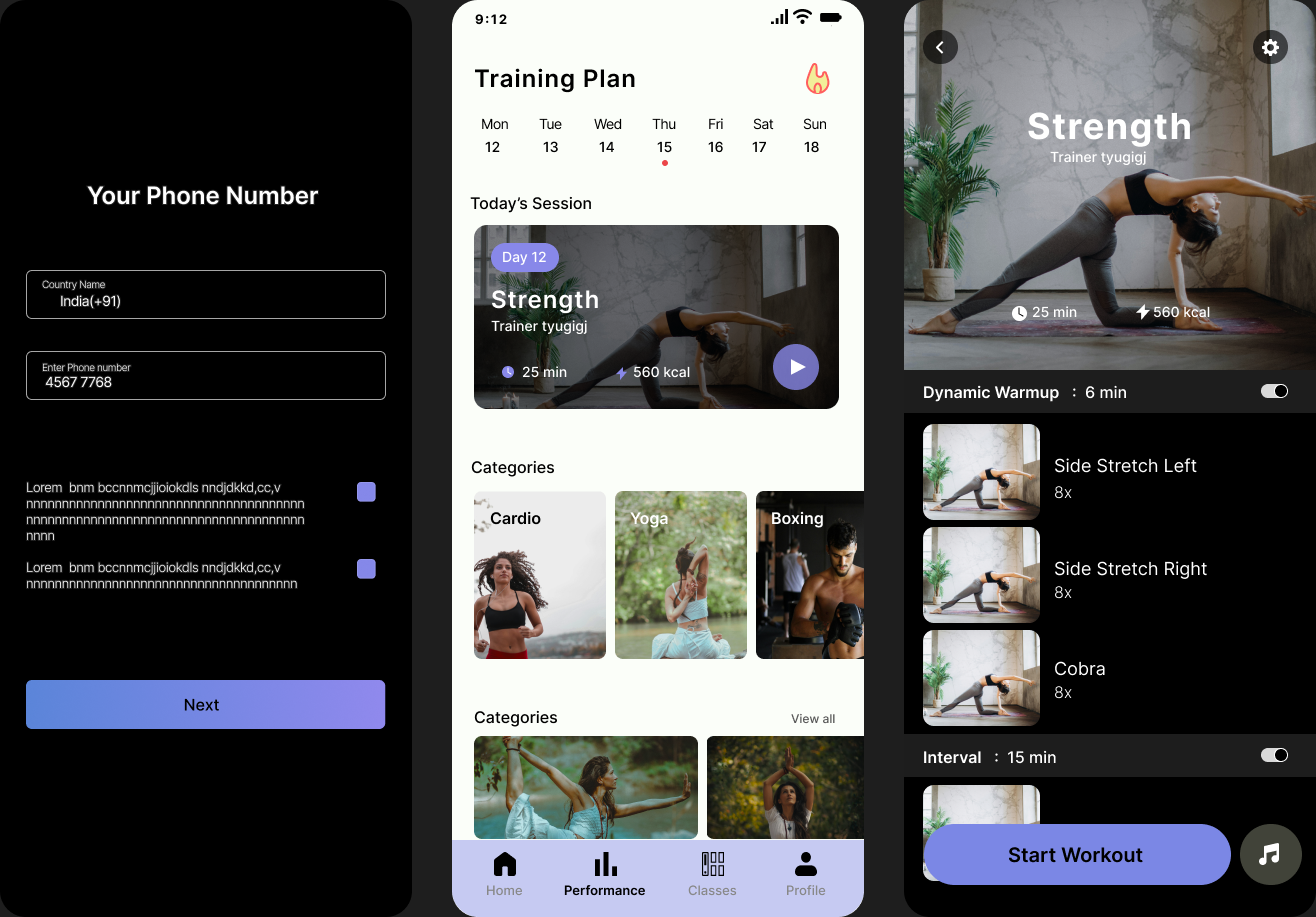 Your Phone Number
Country Name
India(+91)
Enter Phone number
4567 7768
Lorem  bnm bccnnmcjjioiokdls nndjdkkd,cc,v
nnnnnnnnnnnnnnnnnnnnnnnnnnnnnnnnnnnnnnn
nnnnnnnnnnnnnnnnnnnnnnnnnnnnnnnnnnnnnnn
nnnn
Lorem  bnm bccnnmcjjioiokdls nndjdkkd,cc,v
nnnnnnnnnnnnnnnnnnnnnnnnnnnnnnnnnnnnnn
Next
9:12
Training Plan
Mon Tue Wed Thu Fri Sat Sun
12 13 14 15 16 17 18
Today’s Session
Day 12
Strength
Trainer tyugigj
25 min 560 kcal
Categories
Cardio Yoga Boxing
Categories View all
Home Performance Classes Profile
Strength
Trainer tyugigj
25 min 560 kcal
Dynamic Warmup : 6 min
Side Stretch Left
8x
Side Stretch Right
8x
Cobra
8x
Interval : 15 min
Start Workout